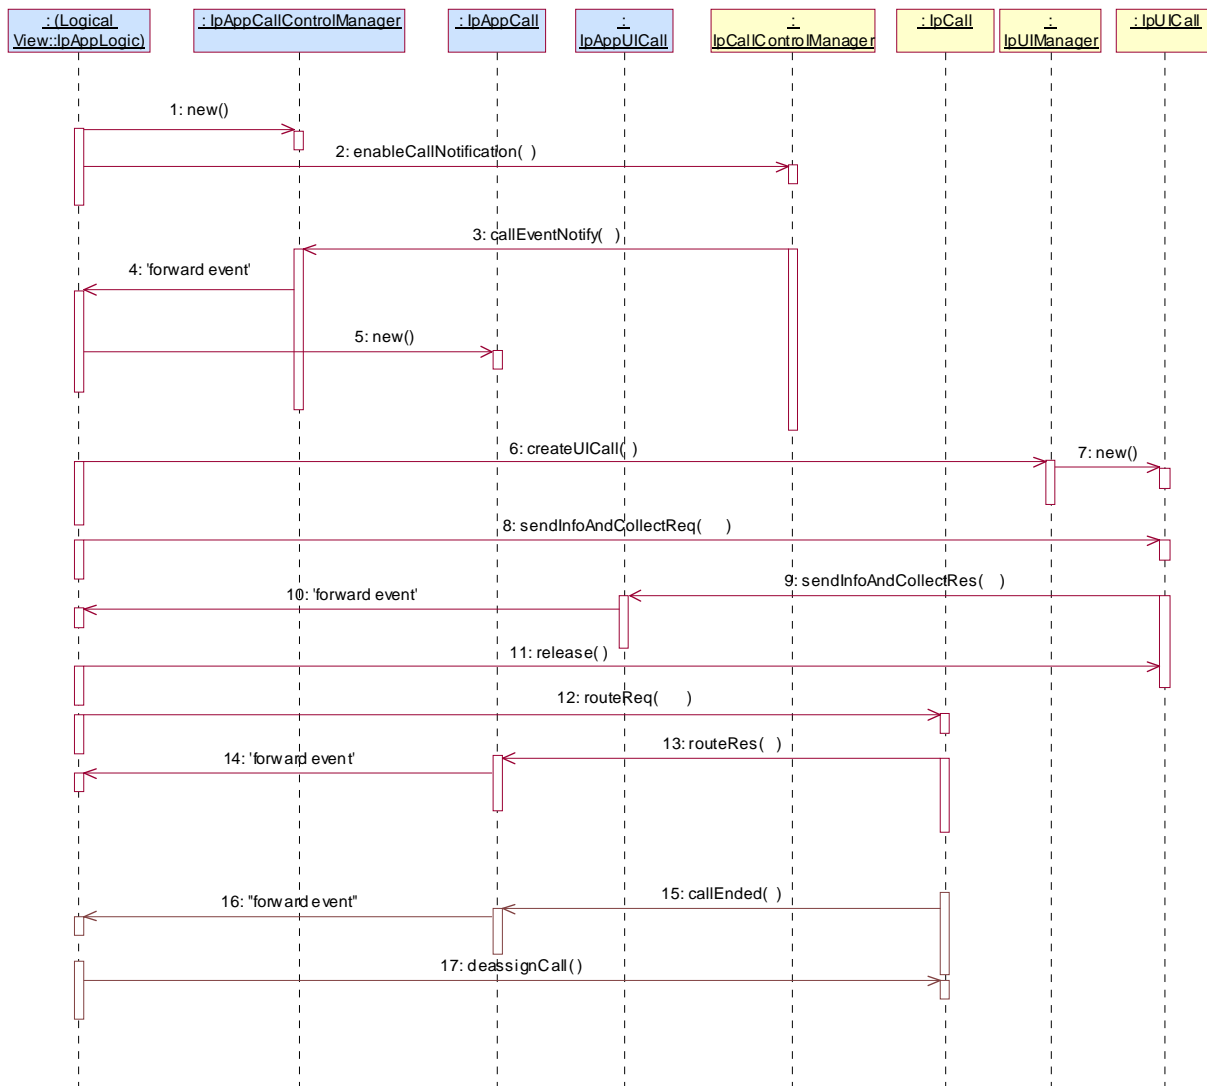 : (Logical
View::IpAppLogic)
: IpAppCallControlManager
: IpAppCall
:
IpAppUICall
:
IpCallControlManager
: IpCall
:
IpUIManager
: IpUICall
1: new()
2: enableCallNotification( )
3: callEventNotify( )
4: 'forward event'
5: new()
6: createUICall( )
7: new()
8: sendInfoAndCollectReq( )
9: sendInfoAndCollectRes( )
10: 'forward event'
11: release( )
12: routeReq( )
13: routeRes( )
14: 'forward event'
15: callEnded( )
16: "forward event"
17: deassignCall( )